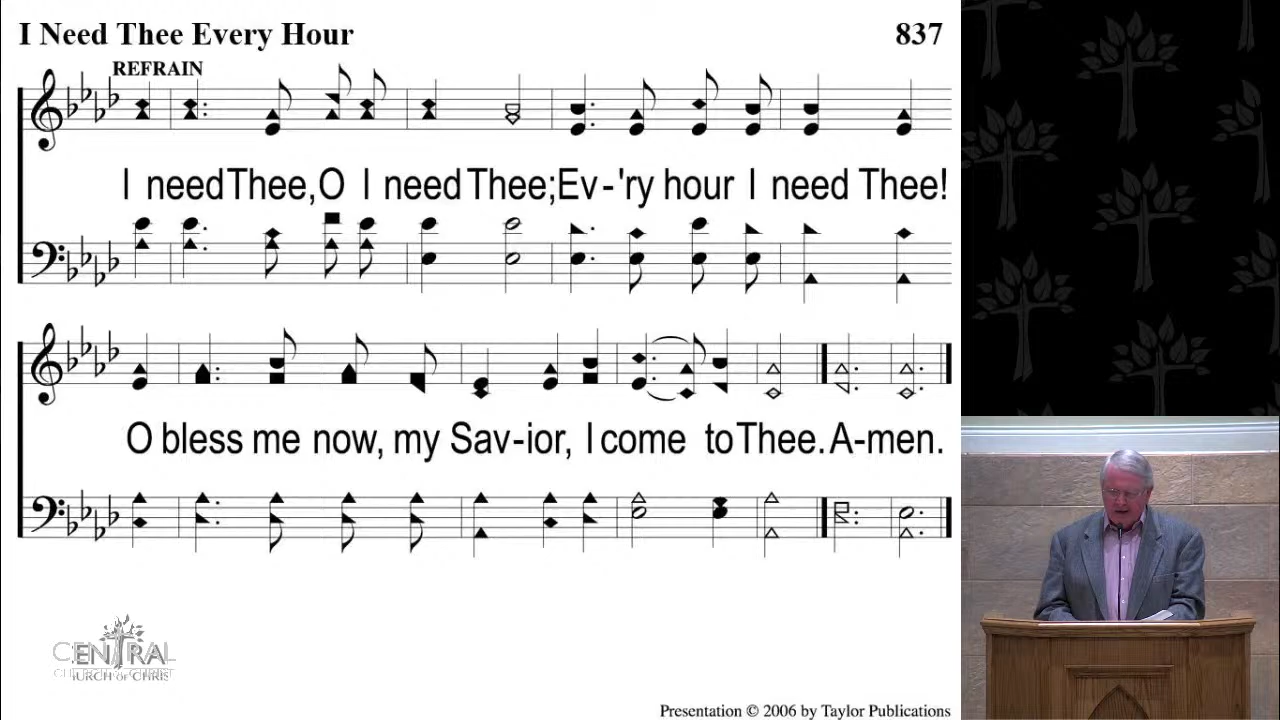 I Need Thee Every Hour 837
REFRAIN
I need Thee, O I need Thee; Ev-'ry hour I need Thee!
O bless me now, my Sav-ior, I come to Thee. A-men.
CENTRAL
CHURCH of CHRIST
Presentation © 2006 by Taylor Publications